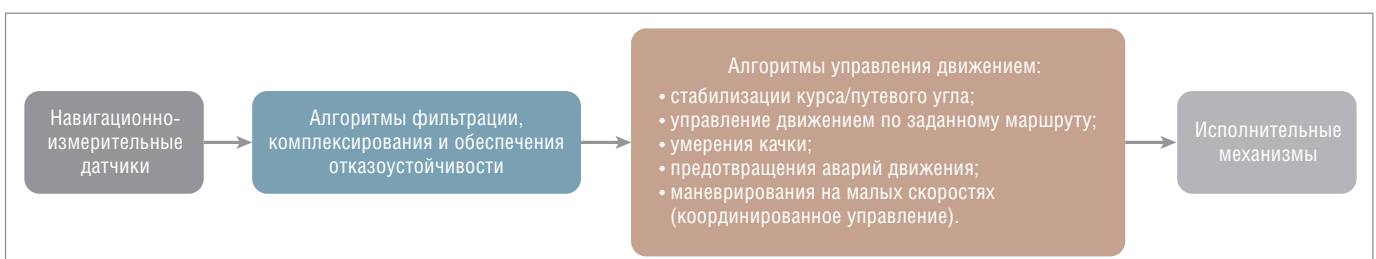 Навигационно-
измерительные
датчики
Алгоритмы фильтрации,
комплексирования и обеспечения
отказоустойчивости
Алгоритмы управления движением:
• стабилизации курса/путевого угла;
• управление движением по заданному маршруту;
• умерения качки;
• предотвращения аварий движения;
• маневрирования на малых скоростях
(координированное управление).
Исполнительные
механизмы